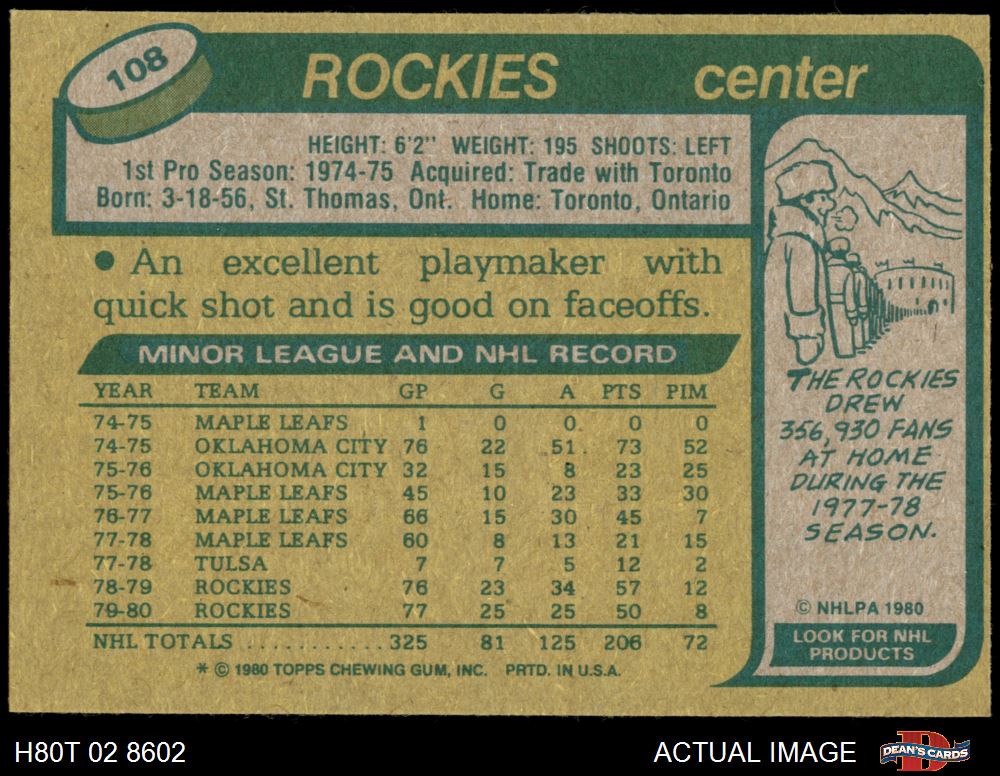 108
ROCKIES center
HEIGHT: 6'2" WEIGHT: 195 SHOOTS: LEFT
1st Pro Season: 1974-75 Acquired: Trade with Toronto
Born: 3-18-56, St. Thomas, Ont. Home: Toronto, Ontario
● An excellent playmaker with
quick shot and is good on faceoffs.
MINOR LEAGUE AND NHL RECORD
YEAR TEAM GP G A PTS PIM
74-75 MAPLE LEAFS 1 0 0 0 0
74-75 OKLAHOMA CITY 76 22 51 73 52
75-76 OKLAHOMA CITY 32 15 8 23 25
75-76 MAPLE LEAFS 45 10 23 33 30
76-77 MAPLE LEAFS 66 15 30 45 7
77-78 MAPLE LEAFS 60 8 13 21 15
77-78 TULSA 7 7 5 12 2
78-79 ROCKIES 76 23 34 57 12
79-80 ROCKIES 77 25 25 50 8
NHL TOTALS ........... 325 81 125 206 72
* © 1980 TOPPS CHEWING GUM, INC. PRTD. IN U.S.A.
THE ROCKIES
DREW
356,930 FANS
AT HOME
DURING THE
1977-78
SEASON.
© NHLPA 1980
LOOK FOR NHL
PRODUCTS
H80T 02 8602
ACTUAL IMAGE
D
DEAN'S CARDS